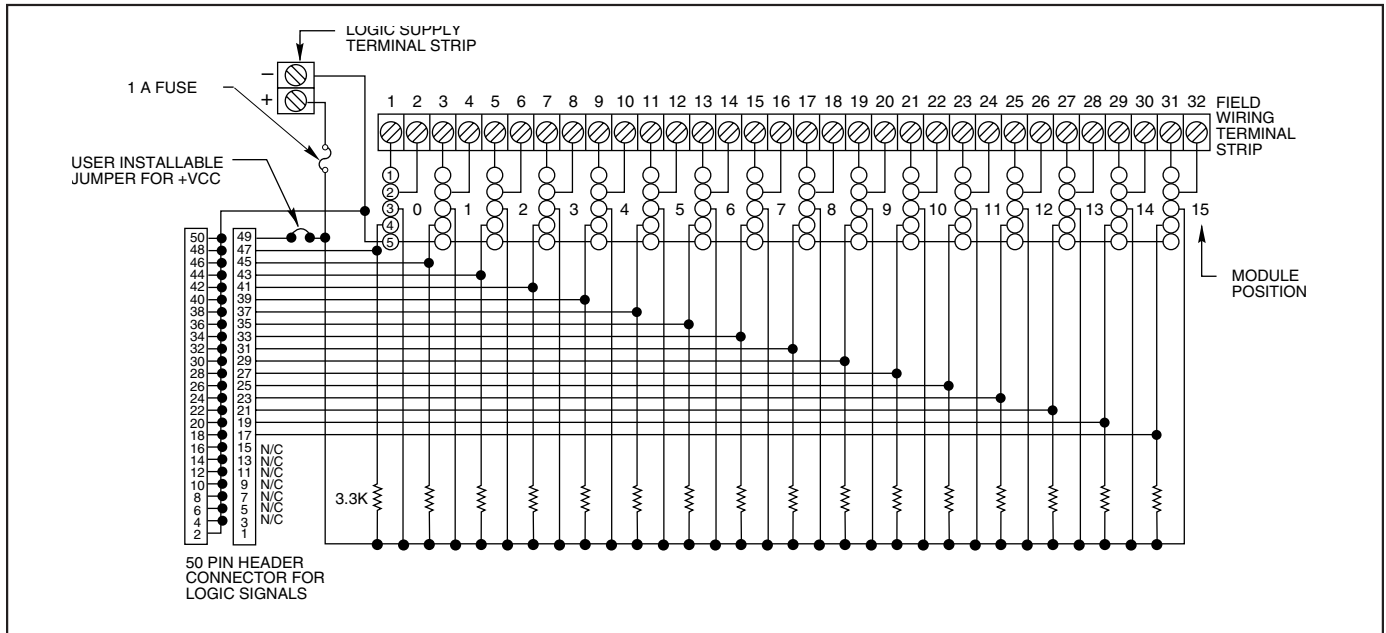 LOGIC SUPPLY
TERMINAL STRIP
1 A FUSE
−
+
1 2 3 4 5 6 7 8 9 10 11 12 13 14 15 16 17 18 19 20 21 22 23 24 25 26 27 28 29 30 31 32
FIELD
WIRING
TERMINAL
STRIP
USER INSTALLABLE
JUMPER FOR +VCC
1
2
3
4
5
0 1 2 3 4 5 6 7 8 9 10 11 12 13 14 15
MODULE
POSITION
50 49
48 47
46 45
44 43
42 41
40 39
38 37
36 35
34 33
32 31
30 29
28 27
26 25
24 23
22 21
20 19
18 17
16 15 N/C
14 13 N/C
12 11 N/C
10 9 N/C
8 7 N/C
6 5 N/C
4 3 N/C
2 1
3.3K
50 PIN HEADER
CONNECTOR FOR
LOGIC SIGNALS